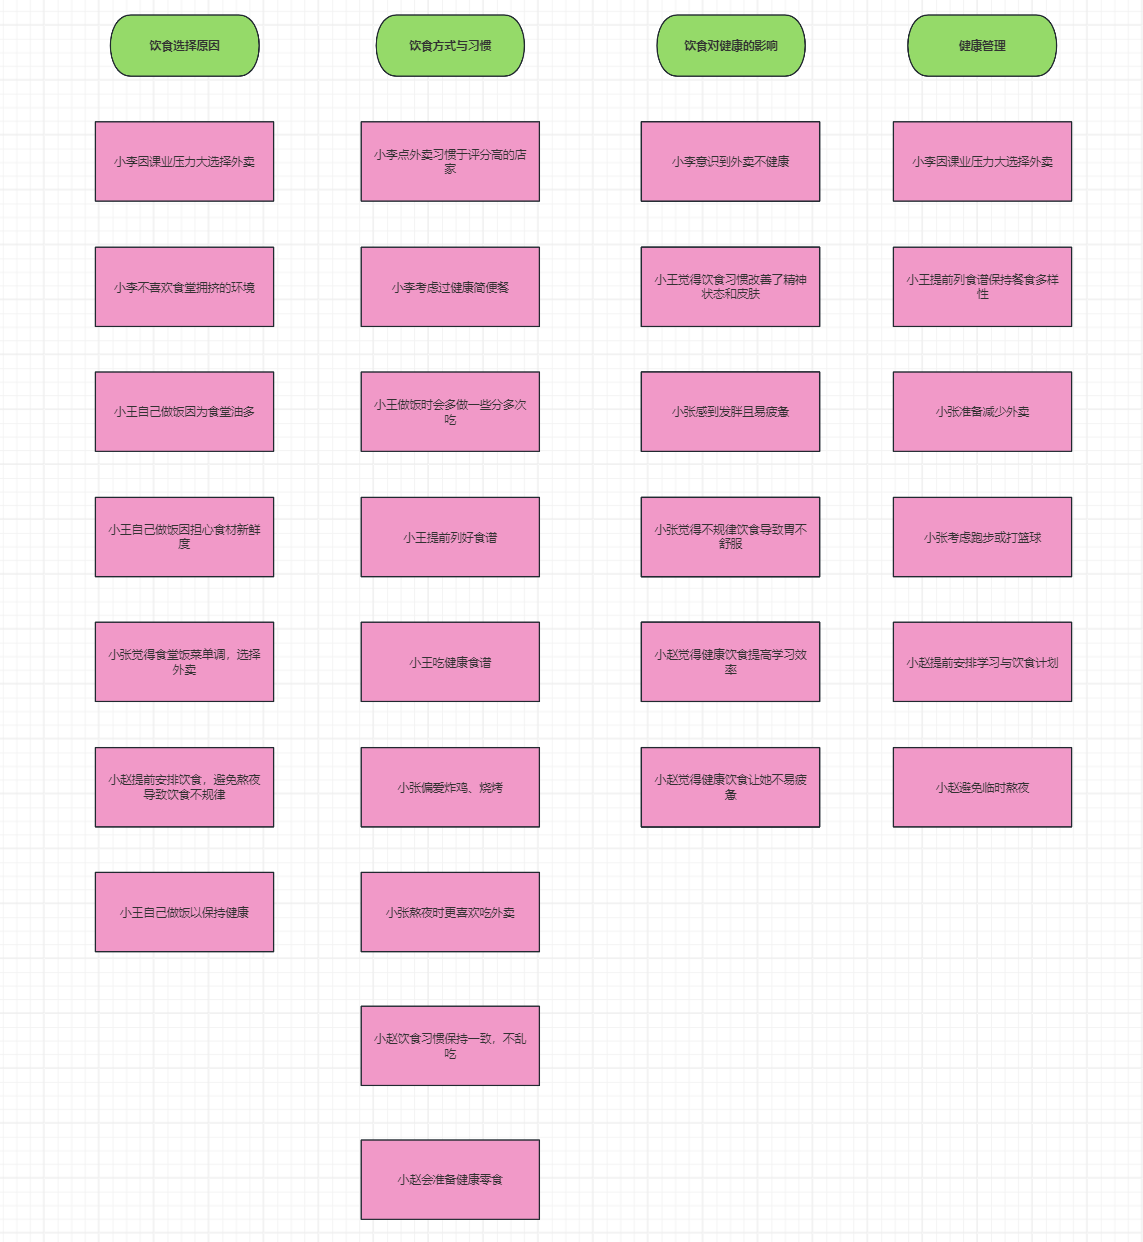 饮食选择原因
饮食方式与习惯
饮食对健康的影响
健康管理
小李因课业压力大选择外卖
小李点外卖习惯于评分高的店
家
小李意识到外卖不健康
小李因课业压力大选择外卖
小李不喜欢食堂拥挤的环境
小李考虑过健康简便餐
小王觉得饮食习惯改善了精神
状态和皮肤
小王提前列食谱保持餐食多样
性
小王自己做饭因为食堂油多
小王做饭时会多做一些分多次
吃
小张感到发胖且易疲惫
小张准备减少外卖
小王自己做饭因担心食材新鲜
度
小王提前列好食谱
小张觉得不规律饮食导致胃不
舒服
小张考虑跑步或打篮球
小张觉得食堂饭菜单调，选择
外卖
小王吃健康食谱
小赵觉得健康饮食提高学习效
率
小赵提前安排学习与饮食计划
小赵提前安排饮食，避免熬夜
导致饮食不规律
小张偏爱炸鸡、烧烤
小赵觉得健康饮食让她不易疲
惫
小赵避免临时熬夜
小王自己做饭以保持健康
小张熬夜时更喜欢吃外卖
小赵饮食习惯保持一致，不乱
吃
小赵会准备健康零食